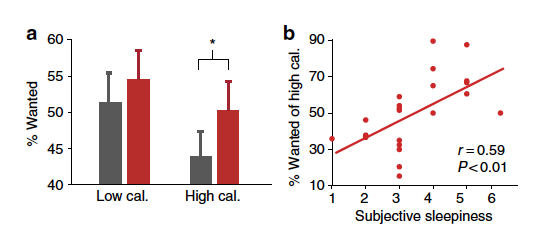 a
60
55
50
45
40
% Wanted
*
Low cal.
High cal.
b
90
70
50
30
10
% Wanted of high cal.
r = 0.59
P < 0.01
1 2 3 4 5 6
Subjective sleepiness